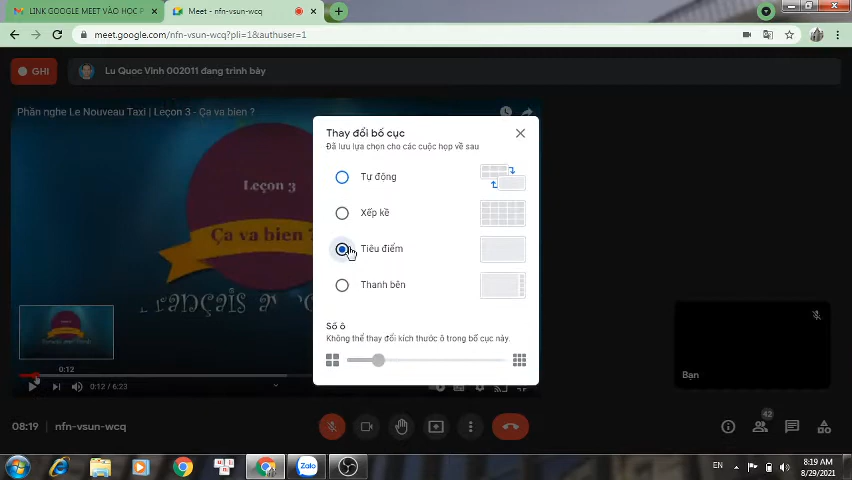 LINK GOOGLE MEET VÀO HỌC P
Meet - nfn-vsun-wcq
meet.google.com/nfn-vsun-wcq?pli=1&authuser=1
GHI
Lu Quoc Vinh 002011 đang trình bày
Phần nghe Le Nouveau Taxi | Leçon 3 - Ça va bien ?
Leçon 3
Ça va bien ?
Français a
Thay đổi bố cục
Đã lưu lựa chọn cho các cuộc họp về sau
Tự động
Xếp kề
Tiêu điểm
Thanh bên
Số ô
Không thể thay đổi kích thước ô trong bố cục này.
0:12
0:12 / 6:23
Bạn
08:19
nfn-vsun-wcq
42
Zalo
EN
8:19 AM
8/29/2021